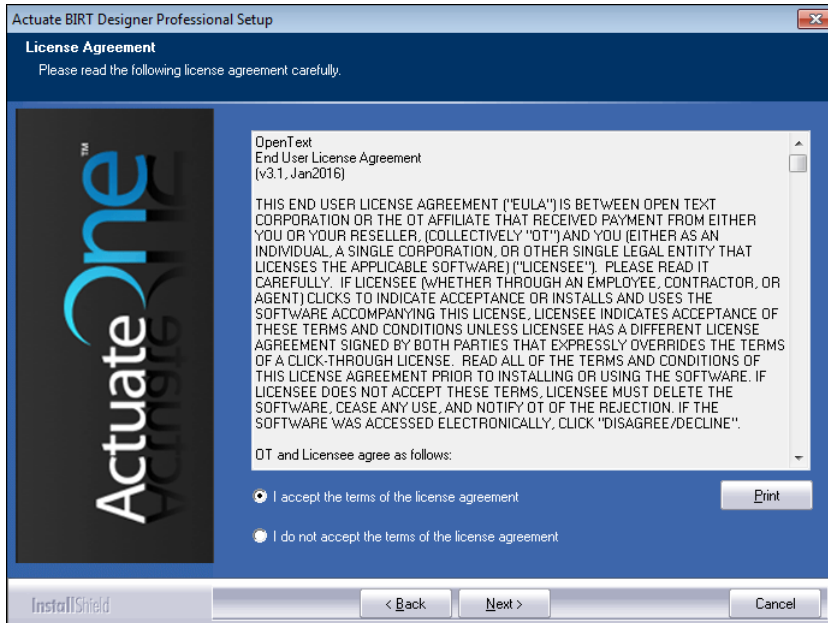 Actuate BIRT Designer Professional Setup
License Agreement
Please read the following license agreement carefully.
ActuateOne™
OpenText
End User License Agreement
(v3.1, Jan2016)
THIS END USER LICENSE AGREEMENT ("EULA") IS BETWEEN OPEN TEXT
CORPORATION OR THE OT AFFILIATE THAT RECEIVED PAYMENT FROM EITHER
YOU OR YOUR RESELLER, (COLLECTIVELY "OT") AND YOU (EITHER AS AN
INDIVIDUAL, A SINGLE CORPORATION, OR OTHER SINGLE LEGAL ENTITY THAT
LICENSES THE APPLICABLE SOFTWARE) ("LICENSEE").  PLEASE READ IT
CAREFULLY.  IF LICENSEE (WHETHER THROUGH AN EMPLOYEE, CONTRACTOR, OR
AGENT) CLICKS TO INDICATE ACCEPTANCE OR INSTALLS AND USES THE
SOFTWARE ACCOMPANYING THIS LICENSE, LICENSEE INDICATES ACCEPTANCE OF
THESE TERMS AND CONDITIONS UNLESS LICENSEE HAS A DIFFERENT LICENSE
AGREEMENT SIGNED BY BOTH PARTIES THAT EXPRESSLY OVERRIDES THE TERMS
OF A CLICK-THROUGH LICENSE.  READ ALL OF THE TERMS AND CONDITIONS OF
THIS LICENSE AGREEMENT PRIOR TO INSTALLING OR USING THE SOFTWARE. IF
LICENSEE DOES NOT ACCEPT THESE TERMS, LICENSEE MUST DELETE THE
SOFTWARE, CEASE ANY USE, AND NOTIFY OT OF THE REJECTION. IF THE
SOFTWARE WAS ACCESSED ELECTRONICALLY, CLICK "DISAGREE/DECLINE".
OT and Licensee agree as follows:
I accept the terms of the license agreement
Print
I do not accept the terms of the license agreement
InstallShield
< Back
Next >
Cancel